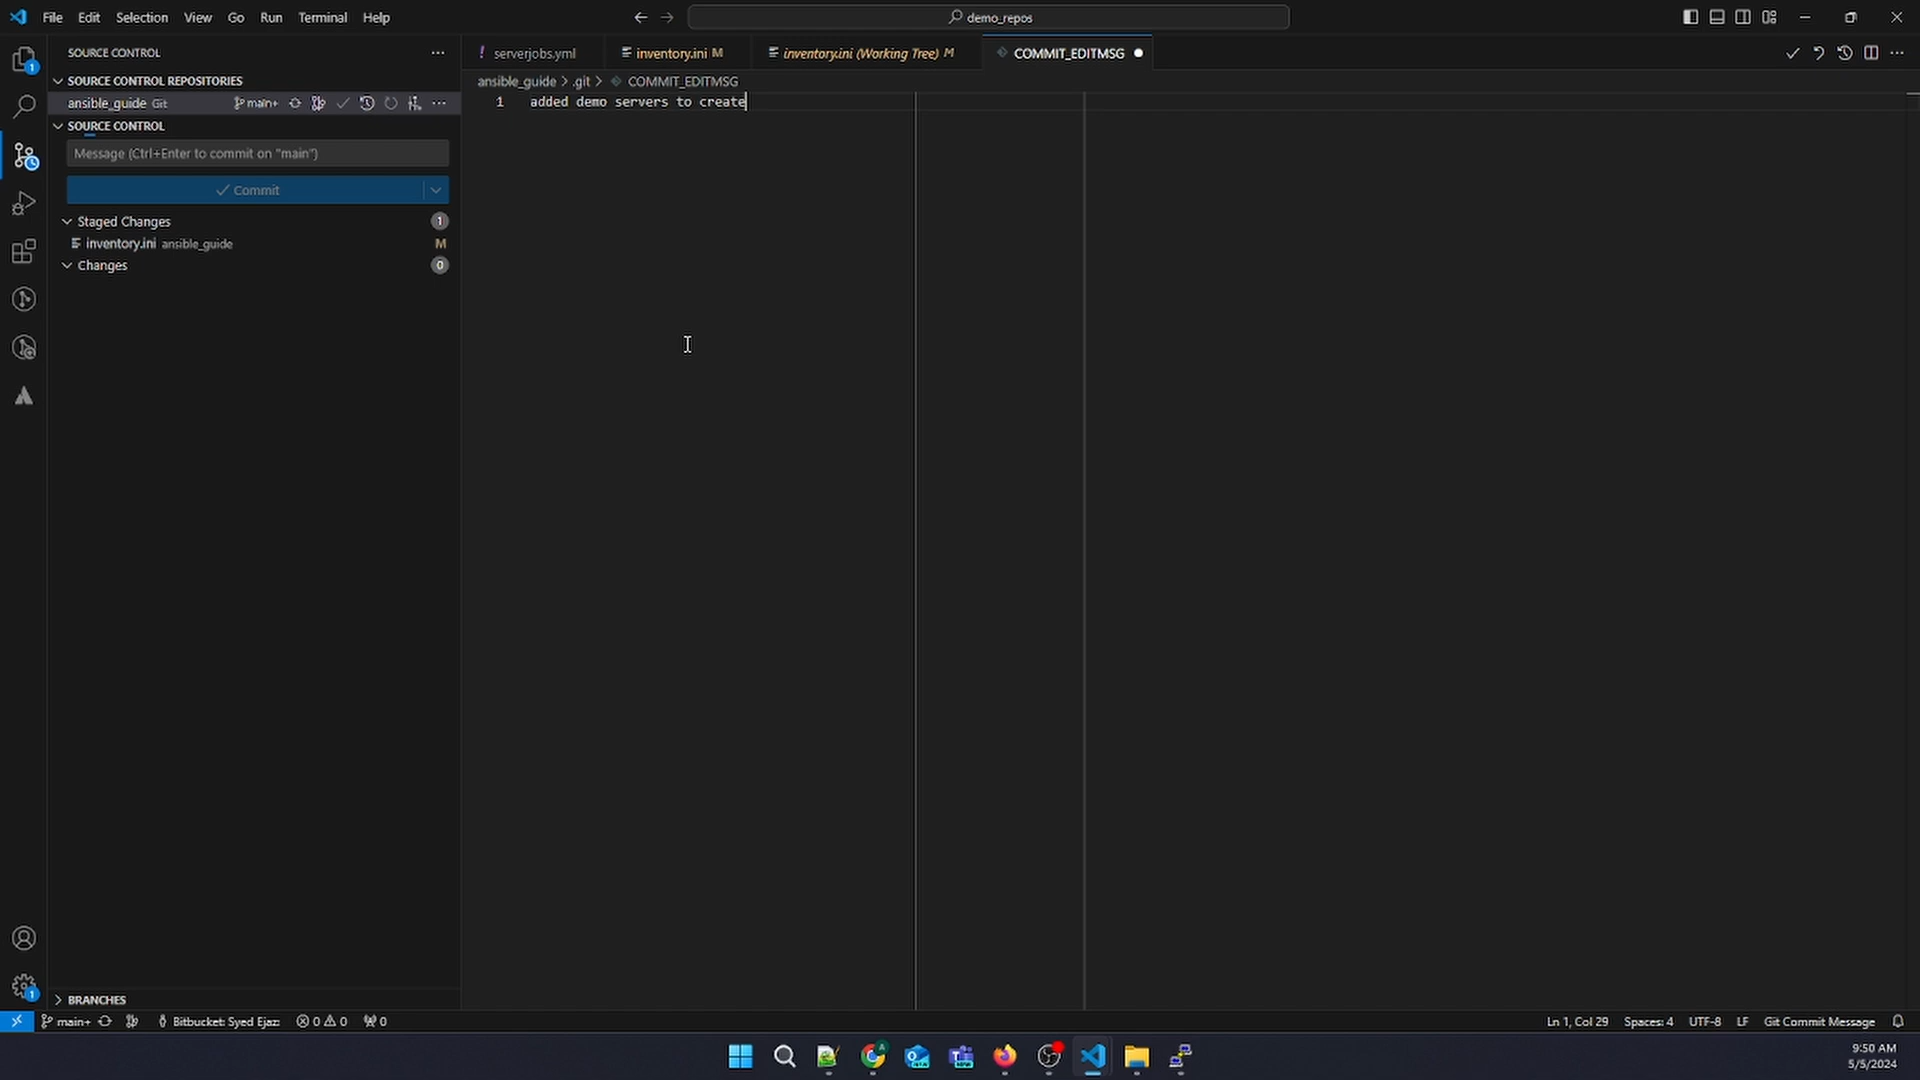 File Edit Selection View Go Run Terminal Help
demo_repos
SOURCE CONTROL
SOURCE CONTROL REPOSITORIES
ansible_guide Git main+
SOURCE CONTROL
Message (Ctrl+Enter to commit on "main")
Commit
Staged Changes 1
inventory.ini ansible_guide M
Changes 0
BRANCHES
! serverjobs.yml
inventory.ini M
inventory.ini (Working Tree) M
COMMIT_EDITMSG
ansible_guide > .git > COMMIT_EDITMSG
1 added demo servers to create
main+ Bitbucket: Syed Ejaz: 0 0 0
Ln 1, Col 29 Spaces: 4 UTF-8 LF Git Commit Message
9:50 AM
5/5/2024